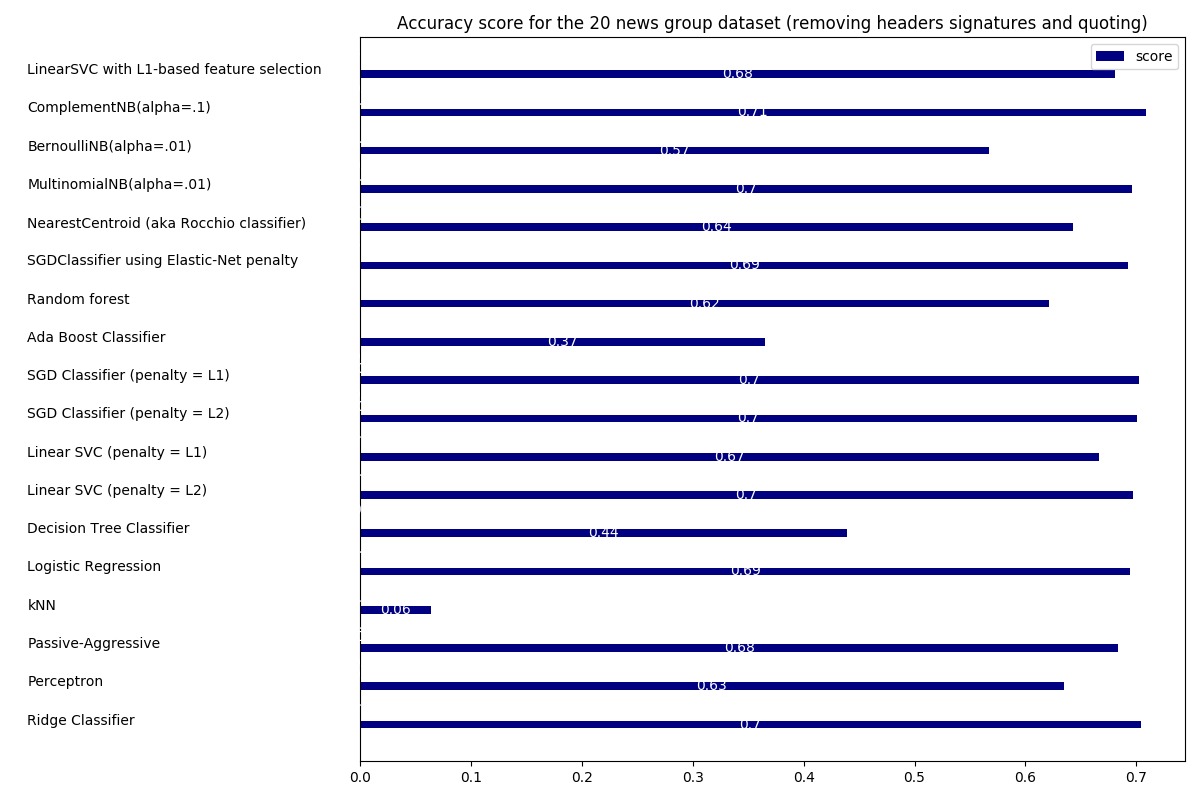 Accuracy score for the 20 news group dataset (removing headers signatures and quoting)
score
LinearSVC with L1-based feature selection 0.68
ComplementNB(alpha=.1) 0.71
BernoulliNB(alpha=.01) 0.57
MultinomialNB(alpha=.01) 0.7
NearestCentroid (aka Rocchio classifier) 0.64
SGDClassifier using Elastic-Net penalty 0.69
Random forest 0.62
Ada Boost Classifier 0.37
SGD Classifier (penalty = L1) 0.7
SGD Classifier (penalty = L2) 0.7
Linear SVC (penalty = L1) 0.67
Linear SVC (penalty = L2) 0.7
Decision Tree Classifier 0.44
Logistic Regression 0.69
kNN 0.06
Passive-Aggressive 0.68
Perceptron 0.63
Ridge Classifier 0.7
0.0 0.1 0.2 0.3 0.4 0.5 0.6 0.7